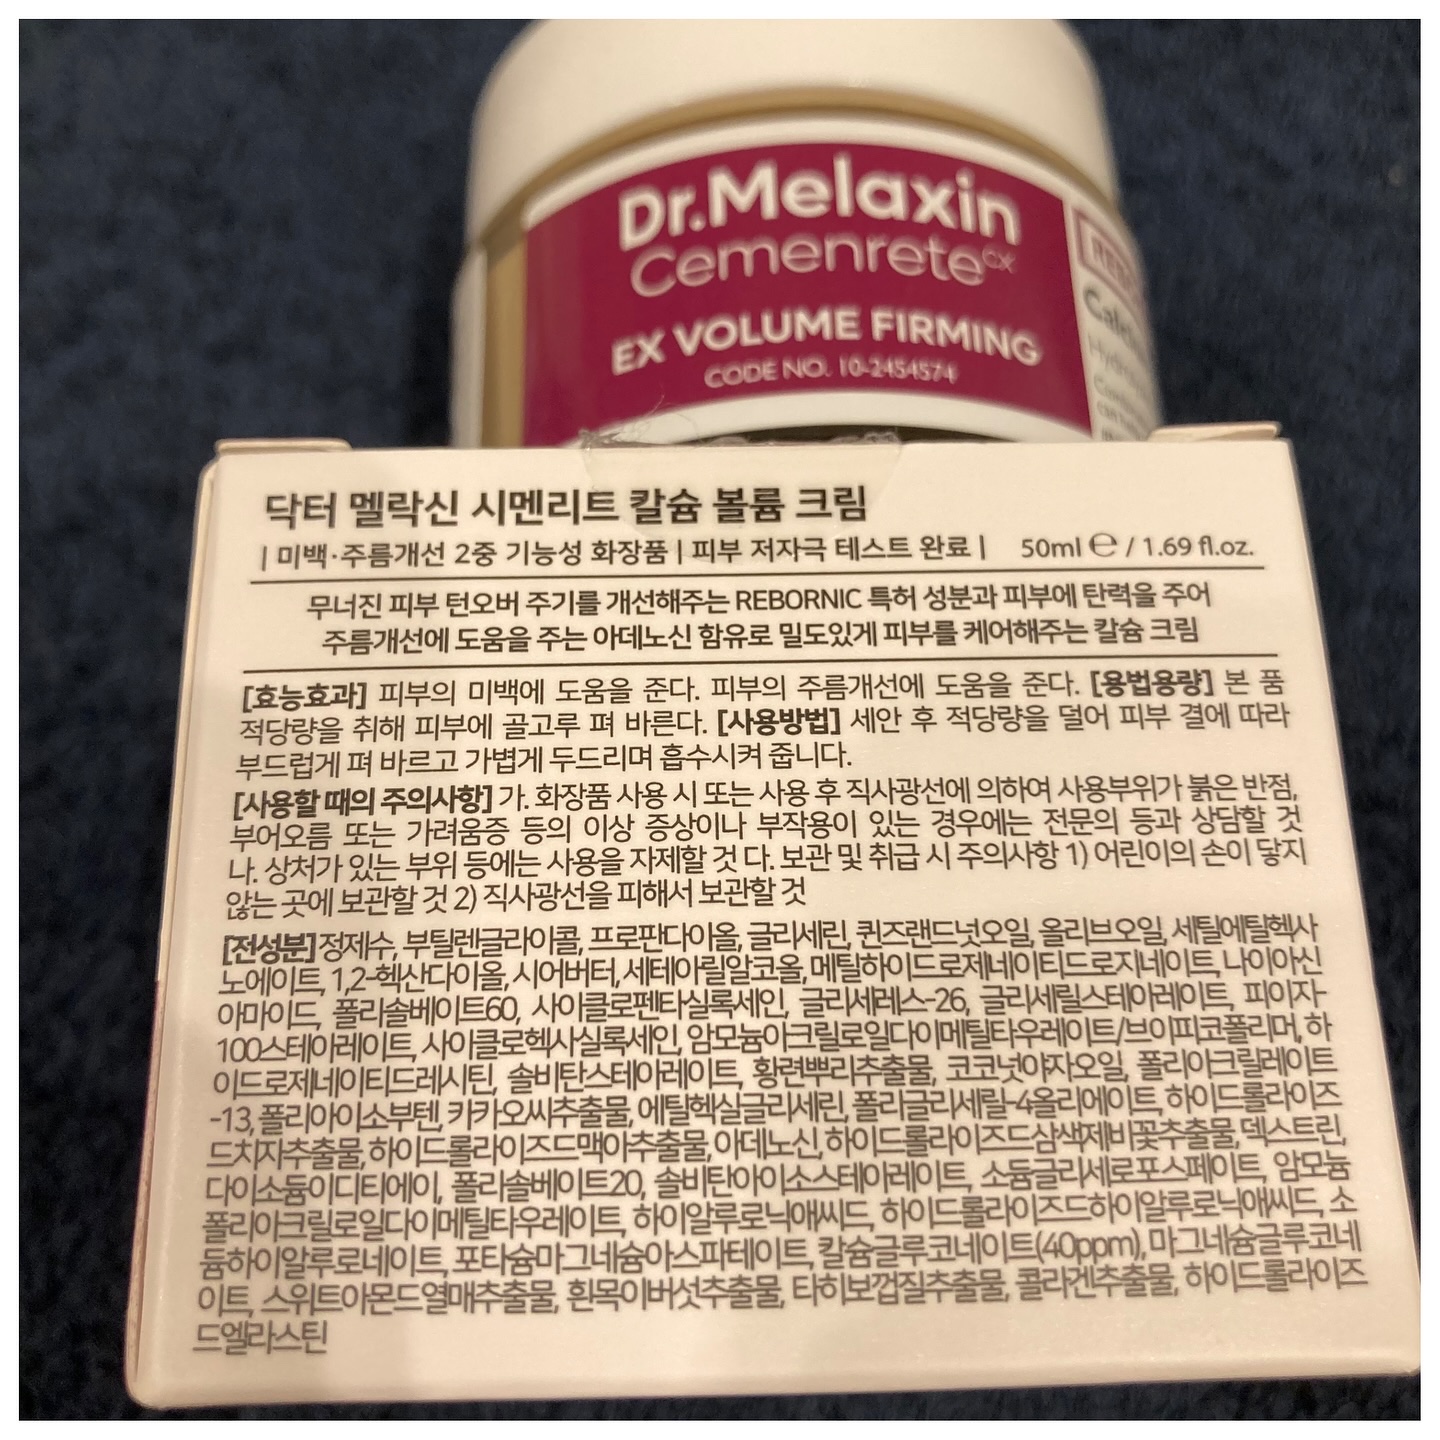 Dr.Melaxin
Cemenrete CX
EX VOLUME FIRMING
CODE NO. 10-2454574
닥터 멜락신 시멘리트 칼슘 볼륨 크림
| 미백·주름개선 2중 기능성 화장품 | 피부 저자극 테스트 완료 | 50ml ℮ / 1.69 fl.oz.
무너진 피부 턴오버 주기를 개선해주는 REBORNIC 특허 성분과 피부에 탄력을 주어
주름개선에 도움을 주는 아데노신 함유로 밀도있게 피부를 케어해주는 칼슘 크림
[효능효과] 피부의 미백에 도움을 준다. 피부의 주름개선에 도움을 준다. [용법용량] 본 품
적당량을 취해 피부에 골고루 펴 바른다. [사용방법] 세안 후 적당량을 덜어 피부 결에 따라
부드럽게 펴 바르고 가볍게 두드리며 흡수시켜 줍니다.
[사용할 때의 주의사항] 가. 화장품 사용 시 또는 사용 후 직사광선에 의하여 사용부위가 붉은 반점,
부어오름 또는 가려움증 등의 이상 증상이나 부작용이 있는 경우에는 전문의 등과 상담할 것
나. 상처가 있는 부위 등에는 사용을 자제할 것 다. 보관 및 취급 시 주의사항 1) 어린이의 손이 닿지
않는 곳에 보관할 것 2) 직사광선을 피해서 보관할 것
[전성분] 정제수, 부틸렌글라이콜, 프로판다이올, 글리세린, 퀸즈랜드넛오일, 올리브오일, 세틸에틸헥사
노에이트, 1,2-헥산다이올, 시어버터, 세테아릴알코올, 메틸하이드로제네이티드로지네이트, 나이아신
아마이드, 폴리솔베이트60, 사이클로펜타실록세인, 글리세레스-26, 글리세릴스테아레이트, 피이지-
100스테아레이트, 사이클로헥사실록세인, 암모늄아크릴로일다이메틸타우레이트/브이피코폴리머, 하
이드로제네이티드레시틴, 솔비탄스테아레이트, 황련뿌리추출물, 코코넛야자오일, 폴리아크릴레이트
-13, 폴리아이소부텐, 카카오씨추출물, 에틸헥실글리세린, 폴리글리세릴-4올리에이트, 하이드롤라이즈
드치자추출물, 하이드롤라이즈드맥아추출물, 아데노신, 하이드롤라이즈드삼색제비꽃추출물, 덱스트린,
다이소듐이디티에이, 폴리솔베이트20, 솔비탄아이소스테아레이트, 소듐글리세로포스페이트, 암모늄
폴리아크릴로일다이메틸타우레이트, 하이알루로닉애씨드, 하이드롤라이즈드하이알루로닉애씨드, 소
듐하이알루로네이트, 포타슘마그네슘아스파테이트, 칼슘글루코네이트(40ppm), 마그네슘글루코네
이트, 스위트아몬드열매추출물, 흰목이버섯추출물, 타히보껍질추출물, 콜라겐추출물, 하이드롤라이즈
드엘라스틴